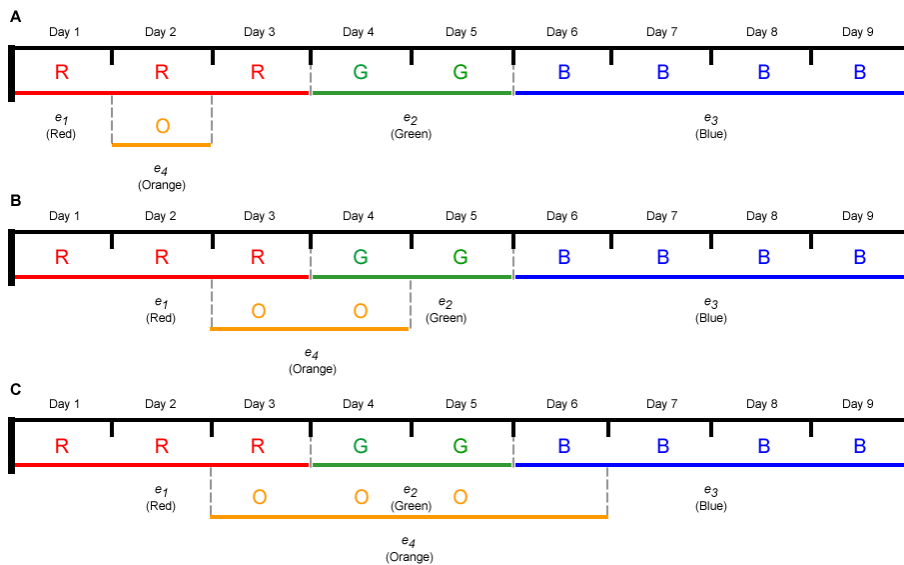 A
Day 1 Day 2 Day 3 Day 4 Day 5 Day 6 Day 7 Day 8 Day 9
R R R G G B B B B
e1 e2 e3
(Red) (Green) (Blue)
O
e4
(Orange)
B
Day 1 Day 2 Day 3 Day 4 Day 5 Day 6 Day 7 Day 8 Day 9
R R R G G B B B B
e1 e2 e3
(Red) (Green) (Blue)
O O
e4
(Orange)
C
Day 1 Day 2 Day 3 Day 4 Day 5 Day 6 Day 7 Day 8 Day 9
R R R G G B B B B
e1 O O e2 O e3
(Red) (Green) (Blue)
e4
(Orange)